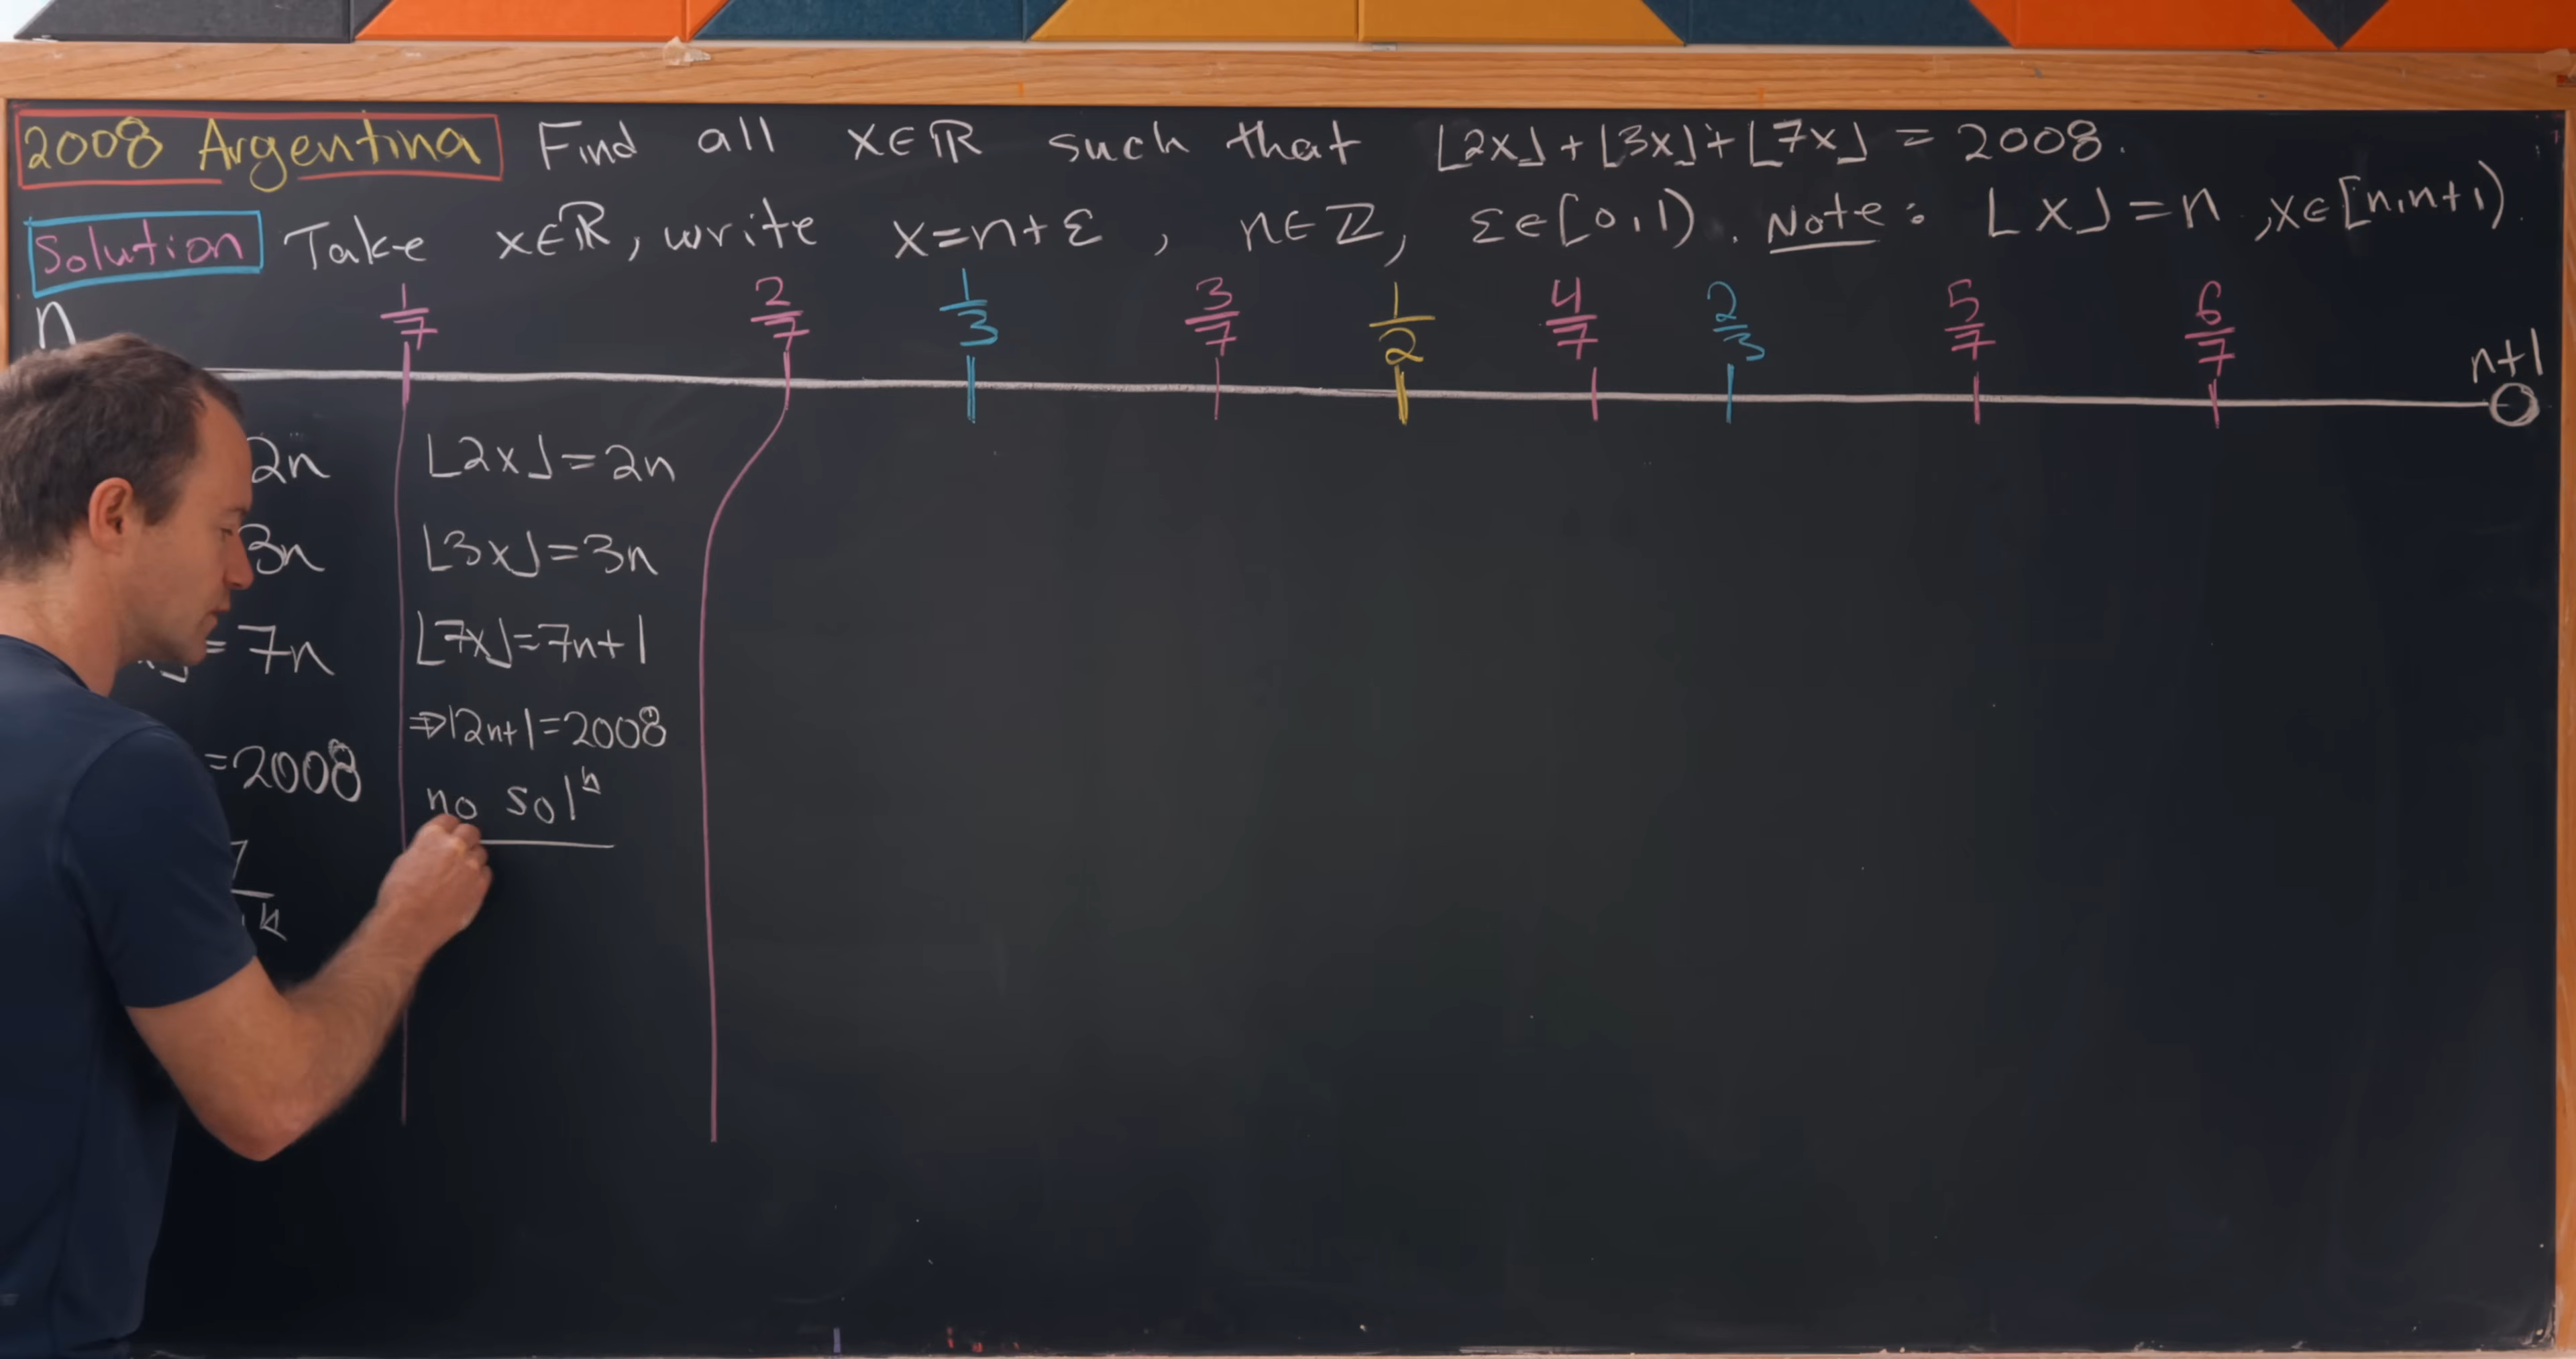 2008 Argentina Find all x∈ℝ such that ⌊2x⌋+⌊3x⌋+⌊7x⌋ = 2008.
Solution Take x∈ℝ, write x=n+ε, n∈ℤ, ε∈[0,1). Note: ⌊x⌋=n, x∈[n,n+1).
n 1/7 2/7 1/3 3/7 1/2 4/7 2/3 5/7 6/7 n+1
2n
3n
=7n
=2008
⌊2x⌋=2n
⌊3x⌋=3n
⌊7x⌋=7n+1
⇒12n+1=2008
no solⁿ